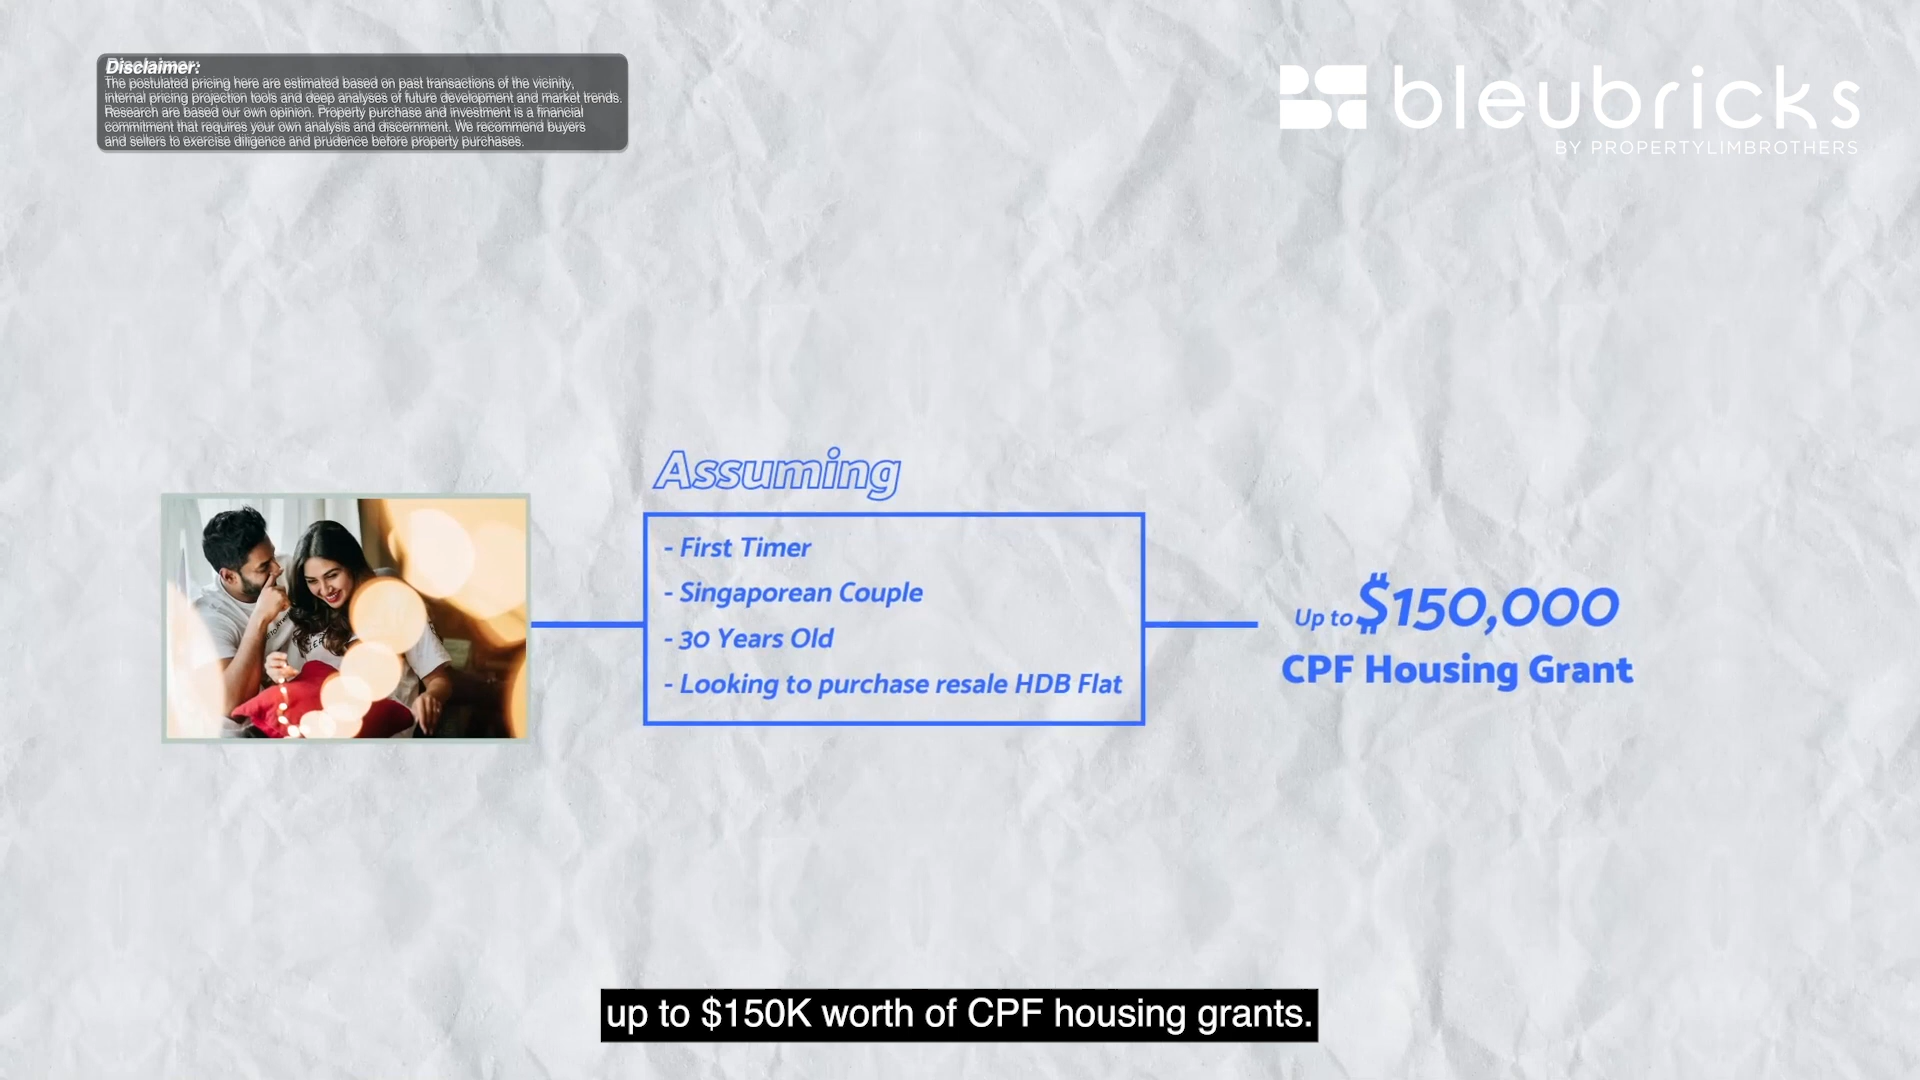 Disclaimer:
The postulated pricing here are estimated based on past transactions of the vicinity,
internal pricing projection tools and deep analyses of future development and market trends.
Research are based our own opinion. Property purchase and investment is a financial
commitment that requires your own analysis and discernment. We recommend buyers
and sellers to exercise diligence and prudence before property purchases.
bleubricks
BY PROPERTYLIMBROTHERS
Assuming
- First Timer
- Singaporean Couple
- 30 Years Old
- Looking to purchase resale HDB Flat
Up to $150,000
CPF Housing Grant
up to $150K worth of CPF housing grants.